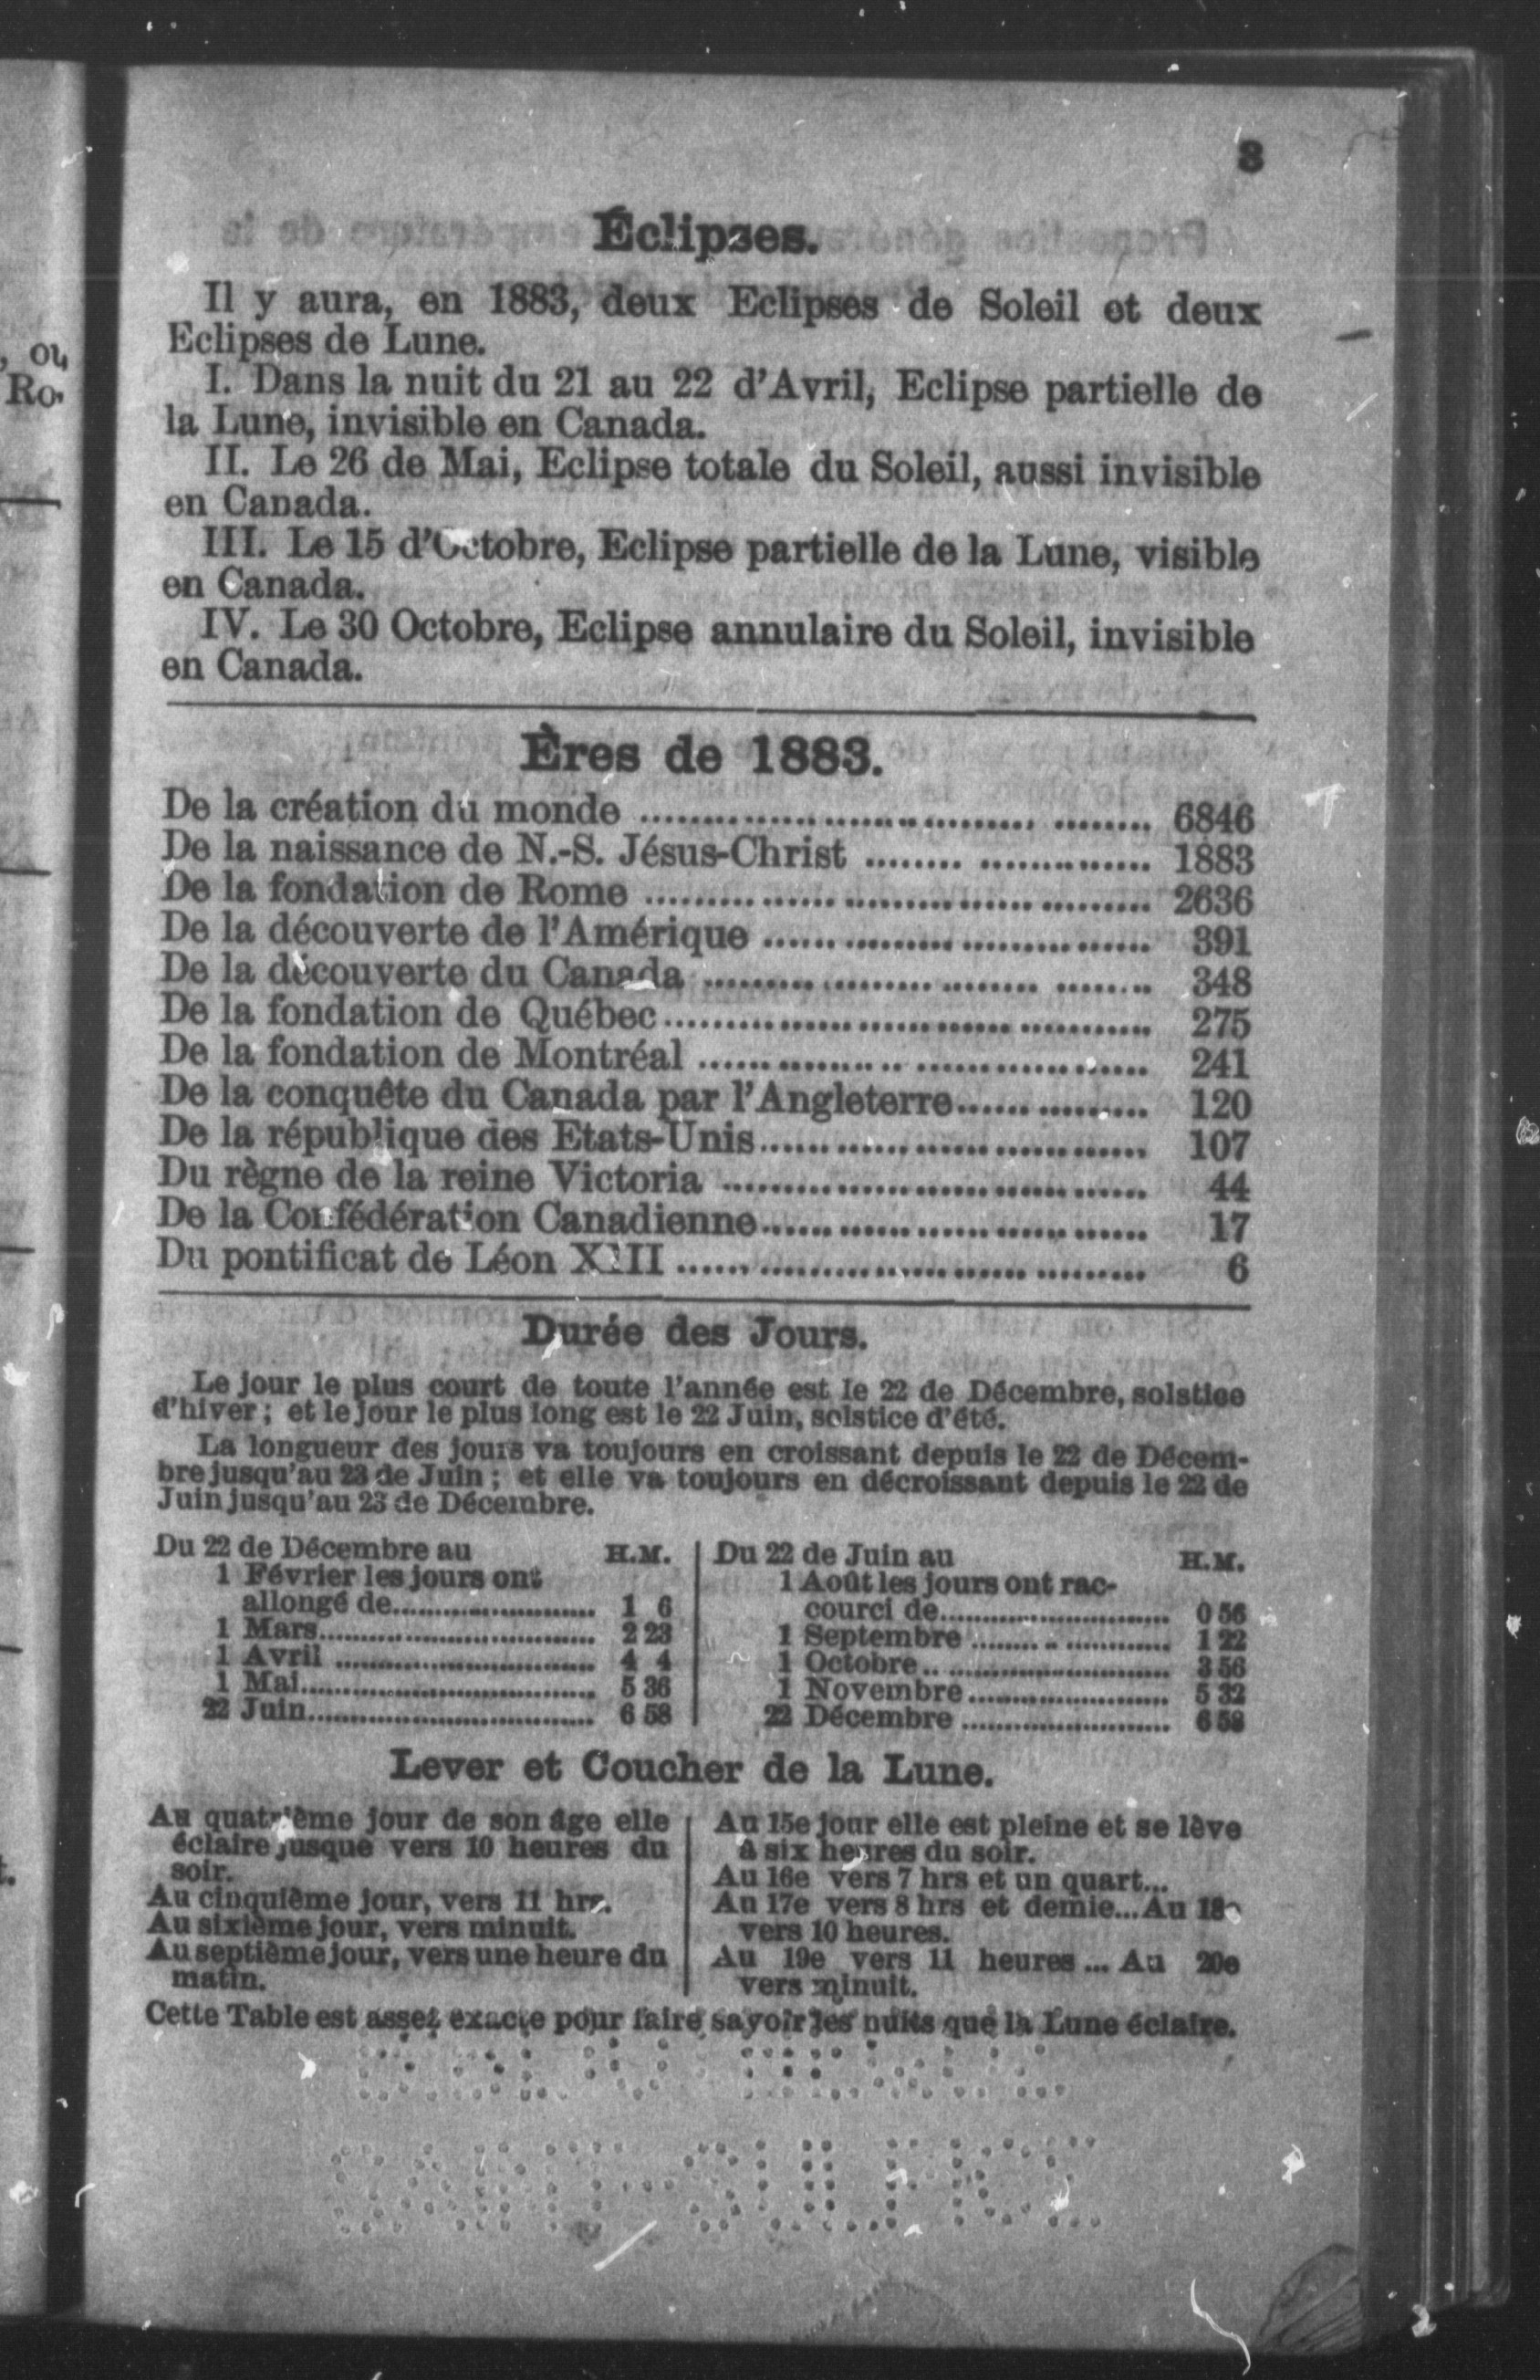 , ou
Ro-
3
Éclipses.
Il y aura, en 1883, deux Eclipses de Soleil et deux
Eclipses de Lune.
I. Dans la nuit du 21 au 22 d'Avril, Eclipse partielle de
la Lune, invisible en Canada.
II. Le 26 de Mai, Eclipse totale du Soleil, aussi invisible
en Canada.
III. Le 15 d'Octobre, Eclipse partielle de la Lune, visible
en Canada.
IV. Le 30 Octobre, Eclipse annulaire du Soleil, invisible
en Canada.
Ères de 1883.
De la création du monde ........ 6846
De la naissance de N.-S. Jésus-Christ ........ 1883
De la fondation de Rome ........ 2636
De la découverte de l'Amérique ........ 391
De la découverte du Canada ........ 348
De la fondation de Québec ........ 275
De la fondation de Montréal ........ 241
De la conquête du Canada par l'Angleterre ........ 120
De la république des Etats-Unis ........ 107
Du règne de la reine Victoria ........ 44
De la Confédération Canadienne ........ 17
Du pontificat de Léon XIII ........ 6
Durée des Jours.
Le jour le plus court de toute l'année est le 22 de Décembre, solstice
d'hiver; et le jour le plus long est le 22 Juin, solstice d'été.
La longueur des jours va toujours en croissant depuis le 22 de Décem-
bre jusqu'au 23 de Juin; et elle va toujours en décroissant depuis le 22 de
Juin jusqu'au 23 de Décembre.
Du 22 de Décembre au H.M.
1 Février les jours ont
allongé de ........ 1 6
1 Mars ........ 2 23
1 Avril ........ 4 4
1 Mai ........ 5 36
22 Juin ........ 6 58
Du 22 de Juin au H.M.
1 Août les jours ont rac-
courci de ........ 0 56
1 Septembre ........ 1 22
1 Octobre ........ 3 56
1 Novembre ........ 5 32
22 Décembre ........ 6 58
Lever et Coucher de la Lune.
Au quatrième jour de son âge elle
éclaire jusque vers 10 heures du
soir.
Au cinquième jour, vers 11 hrs.
Au sixième jour, vers minuit.
Au septième jour, vers une heure du
matin.
Au 15e jour elle est pleine et se lève
à six heures du soir.
Au 16e vers 7 hrs et un quart...
Au 17e vers 8 hrs et demie... Au 18e
vers 10 heures.
Au 19e vers 11 heures ... Au 20e
vers minuit.
Cette Table est assez exacte pour faire savoir les nuits que la Lune éclaire.
SAINT-SULPICE